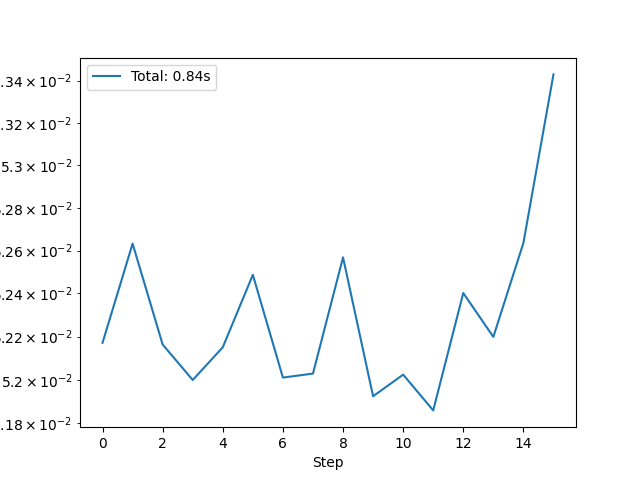 Total: 0.84s
.34 × 10⁻²
.32 × 10⁻²
5.3 × 10⁻²
.28 × 10⁻²
.26 × 10⁻²
.24 × 10⁻²
.22 × 10⁻²
5.2 × 10⁻²
.18 × 10⁻²
0 2 4 6 8 10 12 14
Step